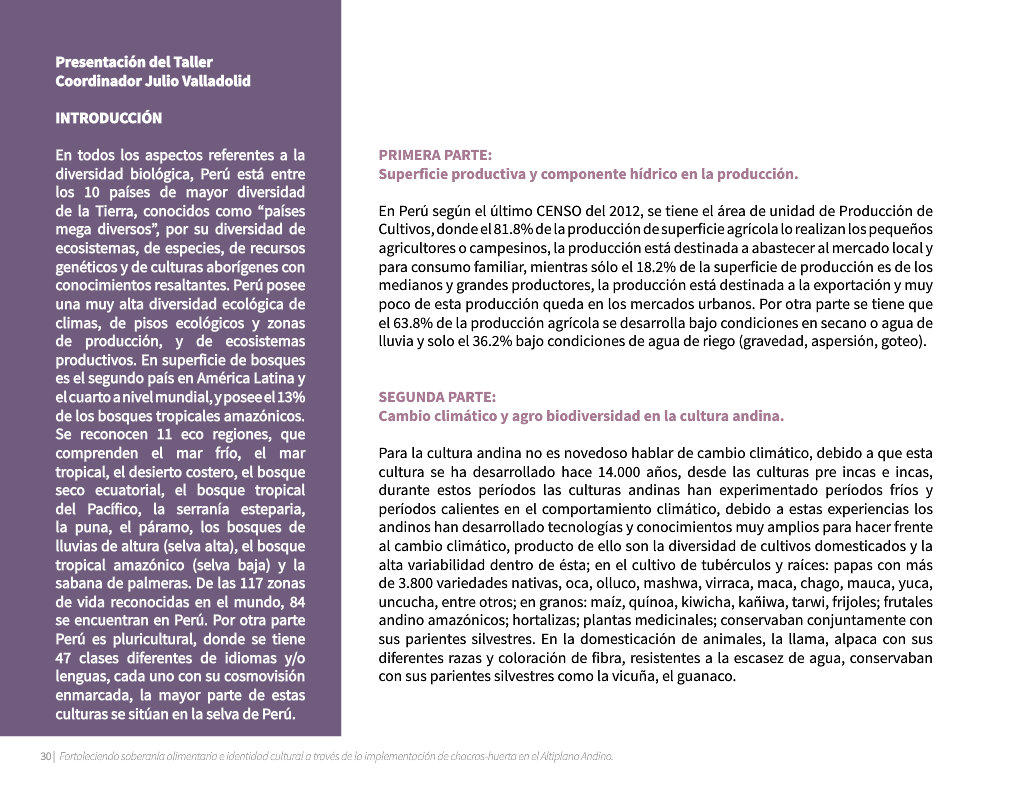 Presentación del Taller
Coordinador Julio Valladolid
INTRODUCCIÓN
En todos los aspectos referentes a la
diversidad biológica, Perú está entre
los 10 países de mayor diversidad
de la Tierra, conocidos como “países
mega diversos”, por su diversidad de
ecosistemas, de especies, de recursos
genéticos y de culturas aborígenes con
conocimientos resaltantes. Perú posee
una muy alta diversidad ecológica de
climas, de pisos ecológicos y zonas
de producción, y de ecosistemas
productivos. En superficie de bosques
es el segundo país en América Latina y
el cuarto a nivel mundial, y posee el 13%
de los bosques tropicales amazónicos.
Se reconocen 11 eco regiones, que
comprenden el mar frío, el mar
tropical, el desierto costero, el bosque
seco ecuatorial, el bosque tropical
del Pacífico, la serranía esteparia,
la puna, el páramo, los bosques de
lluvias de altura (selva alta), el bosque
tropical amazónico (selva baja) y la
sabana de palmeras. De las 117 zonas
de vida reconocidas en el mundo, 84
se encuentran en Perú. Por otra parte
Perú es pluricultural, donde se tiene
47 clases diferentes de idiomas y/o
lenguas, cada uno con su cosmovisión
enmarcada, la mayor parte de estas
culturas se sitúan en la selva de Perú.
PRIMERA PARTE:
Superficie productiva y componente hídrico en la producción.
En Perú según el último CENSO del 2012, se tiene el área de unidad de Producción de
Cultivos, donde el 81.8% de la producción de superficie agrícola lo realizan los pequeños
agricultores o campesinos, la producción está destinada a abastecer al mercado local y
para consumo familiar, mientras sólo el 18.2% de la superficie de producción es de los
medianos y grandes productores, la producción está destinada a la exportación y muy
poco de esta producción queda en los mercados urbanos. Por otra parte se tiene que
el 63.8% de la producción agrícola se desarrolla bajo condiciones en secano o agua de
lluvia y solo el 36.2% bajo condiciones de agua de riego (gravedad, aspersión, goteo).
SEGUNDA PARTE:
Cambio climático y agro biodiversidad en la cultura andina.
Para la cultura andina no es novedoso hablar de cambio climático, debido a que esta
cultura se ha desarrollado hace 14.000 años, desde las culturas pre incas e incas,
durante estos períodos las culturas andinas han experimentado períodos fríos y
períodos calientes en el comportamiento climático, debido a estas experiencias los
andinos han desarrollado tecnologías y conocimientos muy amplios para hacer frente
al cambio climático, producto de ello son la diversidad de cultivos domesticados y la
alta variabilidad dentro de ésta; en el cultivo de tubérculos y raíces: papas con más
de 3.800 variedades nativas, oca, olluco, mashwa, virraca, maca, chago, mauca, yuca,
uncucha, entre otros; en granos: maíz, quínoa, kiwicha, kañiwa, tarwi, frijoles; frutales
andino amazónicos; hortalizas; plantas medicinales; conservaban conjuntamente con
sus parientes silvestres. En la domesticación de animales, la llama, alpaca con sus
diferentes razas y coloración de fibra, resistentes a la escasez de agua, conservaban
con sus parientes silvestres como la vicuña, el guanaco.
30| Fortaleciendo soberanía alimentaria e identidad cultural a través de la implementación de chacras-huerta en el Altiplano Andino.